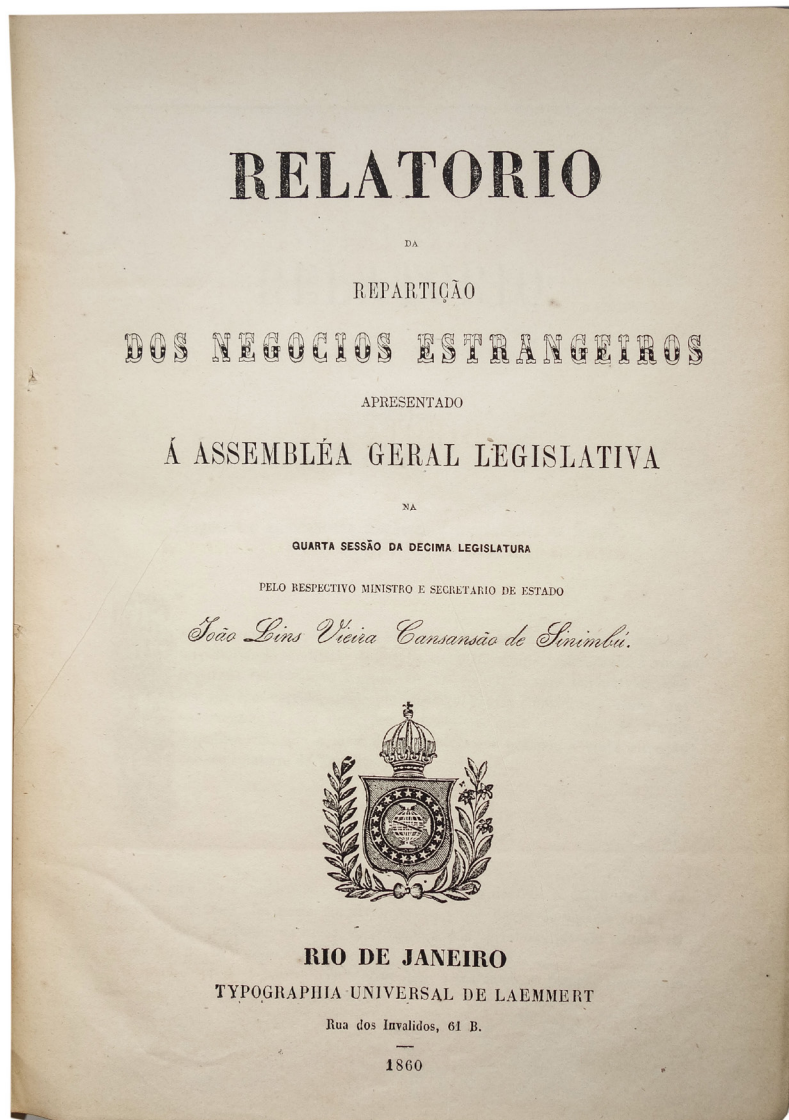 RELATORIO
DA
REPARTIÇÃO
DOS NEGOCIOS ESTRANGEIROS
APRESENTADO
Á ASSEMBLÉA GERAL LEGISLATIVA
NA
QUARTA SESSÃO DA DECIMA LEGISLATURA
PELO RESPECTIVO MINISTRO E SECRETARIO DE ESTADO
João Lins Vieira Cansansão de Sinimbú.
RIO DE JANEIRO
TYPOGRAPHIA UNIVERSAL DE LAEMMERT
Rua dos Invalidos, 61 B.
1860